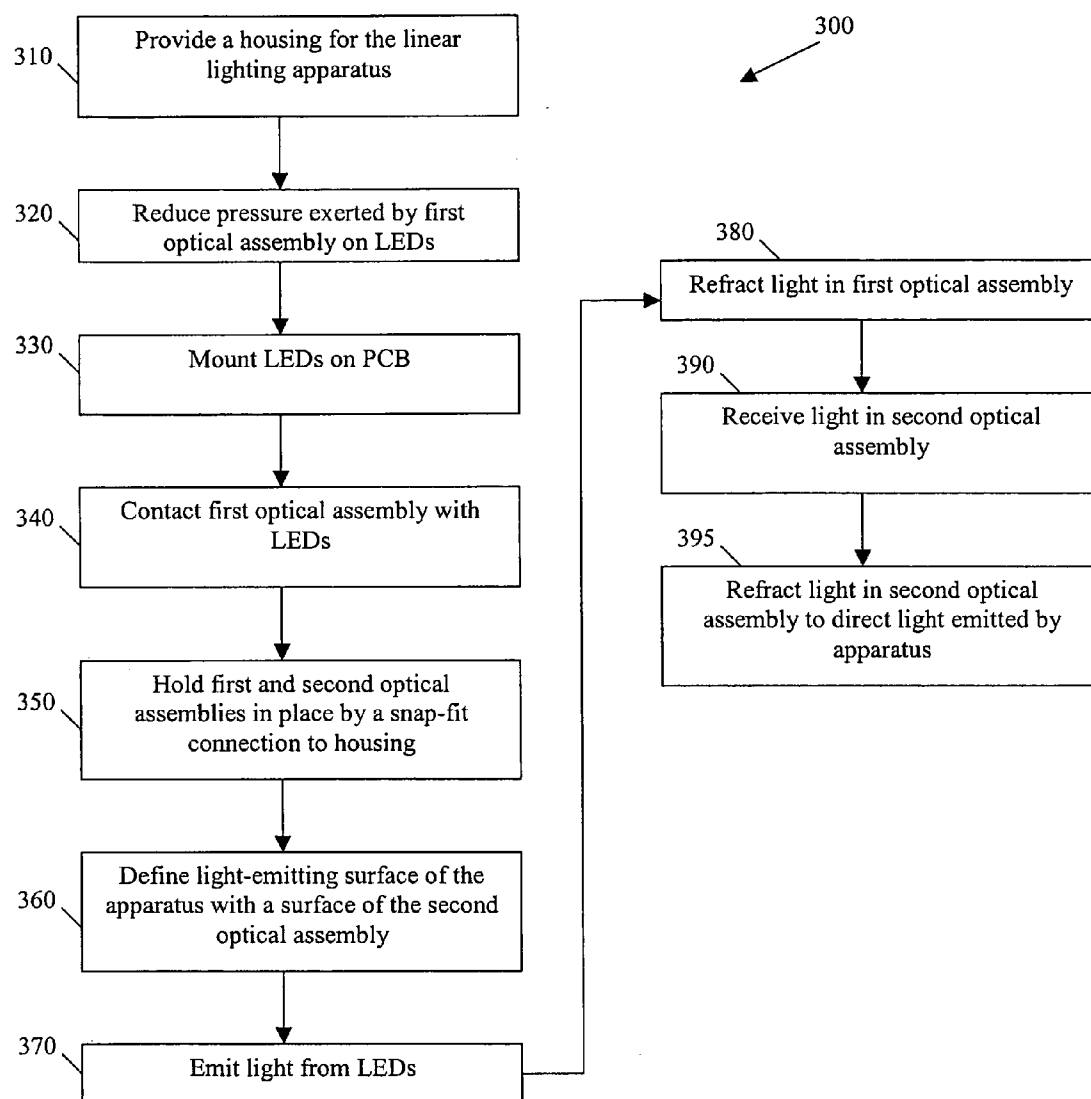 300
310
Provide a housing for the linear
lighting apparatus
320
Reduce pressure exerted by first
optical assembly on LEDs
330
Mount LEDs on PCB
340
Contact first optical assembly with
LEDs
350
Hold first and second optical
assemblies in place by a snap-fit
connection to housing
360
Define light-emitting surface of the
apparatus with a surface of the second
optical assembly
370
Emit light from LEDs
380
Refract light in first optical assembly
390
Receive light in second optical
assembly
395
Refract light in second optical
assembly to direct light emitted by
apparatus